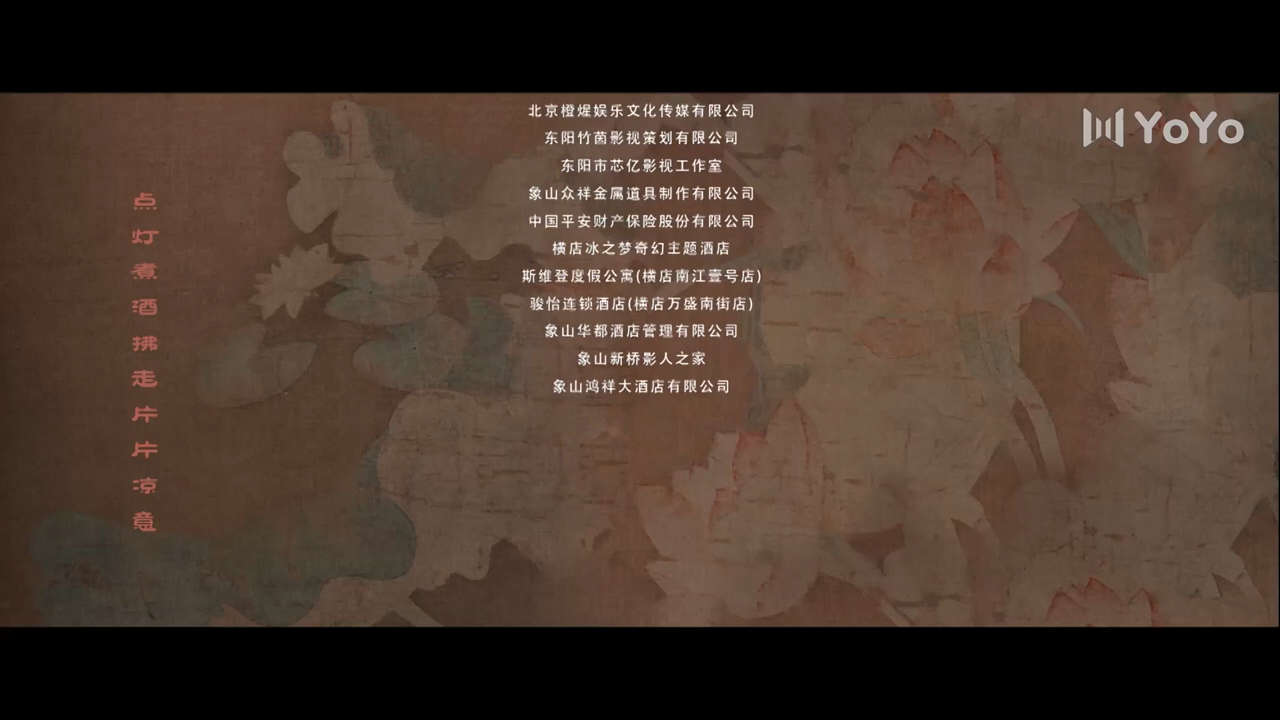 北京橙煋娱乐文化传媒有限公司
东阳竹茵影视策划有限公司
东阳市芯亿影视工作室
象山众祥金属道具制作有限公司
中国平安财产保险股份有限公司
横店冰之梦奇幻主题酒店
斯维登度假公寓(横店南江壹号店)
骏怡连锁酒店(横店万盛南街店)
象山华都酒店管理有限公司
象山新桥影人之家
象山鸿祥大酒店有限公司
YoYo
点灯煮酒拂走片片凉意